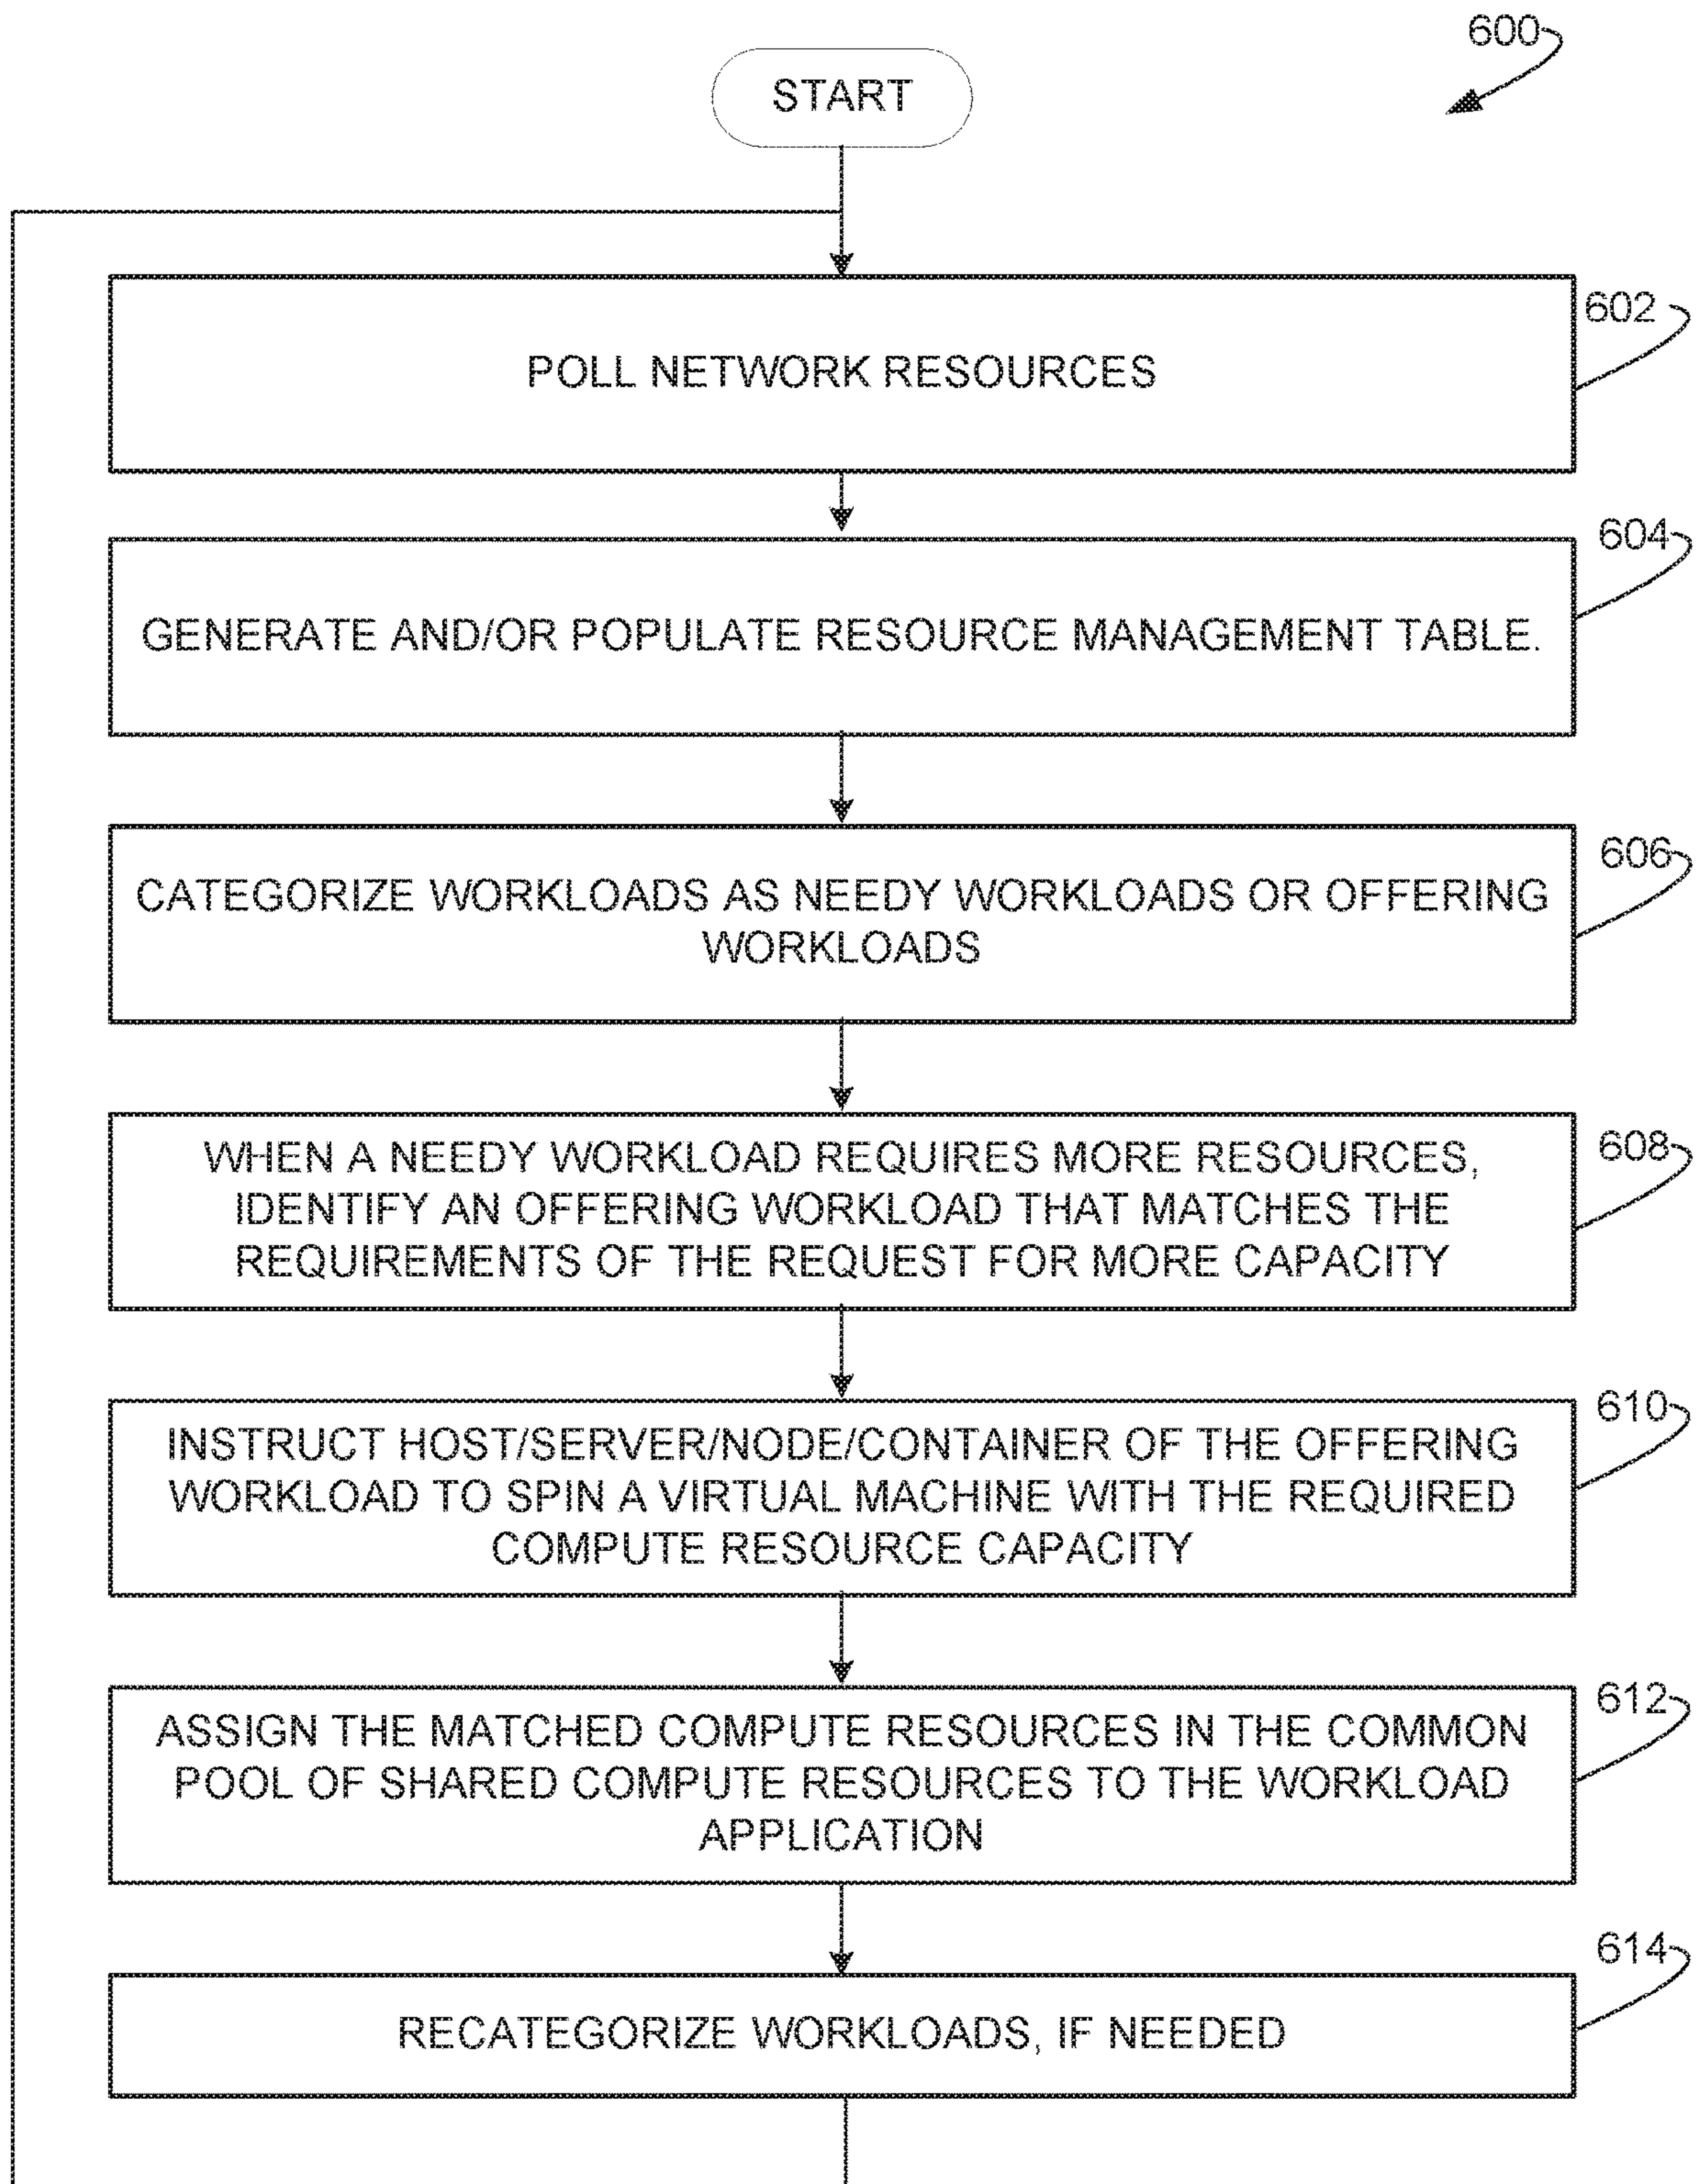 600
START
602
POLL NETWORK RESOURCES
604
GENERATE AND/OR POPULATE RESOURCE MANAGEMENT TABLE.
606
CATEGORIZE WORKLOADS AS NEEDY WORKLOADS OR OFFERING
WORKLOADS
608
WHEN A NEEDY WORKLOAD REQUIRES MORE RESOURCES,
IDENTIFY AN OFFERING WORKLOAD THAT MATCHES THE
REQUIREMENTS OF THE REQUEST FOR MORE CAPACITY
610
INSTRUCT HOST/SERVER/NODE/CONTAINER OF THE OFFERING
WORKLOAD TO SPIN A VIRTUAL MACHINE WITH THE REQUIRED
COMPUTE RESOURCE CAPACITY
612
ASSIGN THE MATCHED COMPUTE RESOURCES IN THE COMMON
POOL OF SHARED COMPUTE RESOURCES TO THE WORKLOAD
APPLICATION
614
RECATEGORIZE WORKLOADS, IF NEEDED